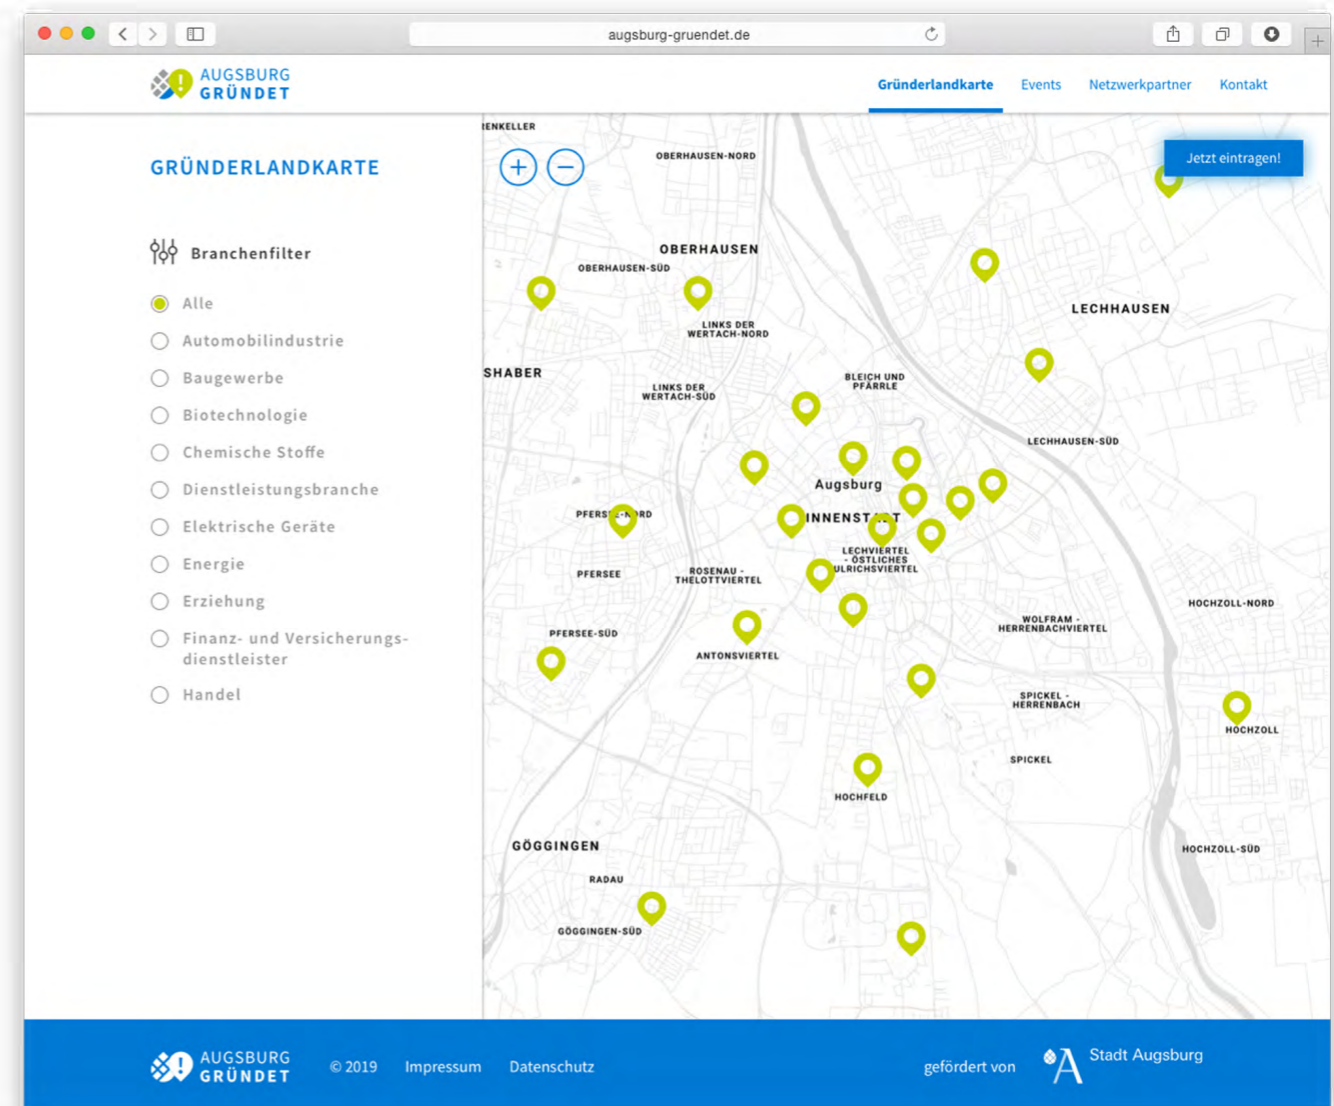 augsburg-gruendet.de
AUGSBURG
GRÜNDET
Gründerlandkarte
Events
Netzwerkpartner
Kontakt
GRÜNDERLANDKARTE
Branchenfilter
Alle
Automobilindustrie
Baugewerbe
Biotechnologie
Chemische Stoffe
Dienstleistungsbranche
Elektrische Geräte
Energie
Erziehung
Finanz- und Versicherungs-
dienstleister
Handel
Jetzt eintragen!
RENKELLER
OBERHAUSEN-NORD
OBERHAUSEN
OBERHAUSEN-SÜD
LECHHAUSEN
LINKS DER
WERTACH-NORD
SHABER
BLEICH UND
PFÄRRLE
LINKS DER
WERTACH-SÜD
LECHHAUSEN-SÜD
Augsburg
INNENSTADT
LECHVIERTEL
- ÖSTLICHES
ULRICHSVIERTEL
PFERSEE-NORD
PFERSEE
ROSENAU -
THELOTTVIERTEL
HOCHZOLL-NORD
WOLFRAM -
HERRENBACHVIERTEL
PFERSEE-SÜD
ANTONSVIERTEL
SPICKEL -
HERRENBACH
HOCHZOLL
SPICKEL
HOCHFELD
GÖGGINGEN
HOCHZOLL-SÜD
RADAU
GÖGGINGEN-SÜD
AUGSBURG
GRÜNDET
© 2019
Impressum
Datenschutz
gefördert von
A
Stadt Augsburg